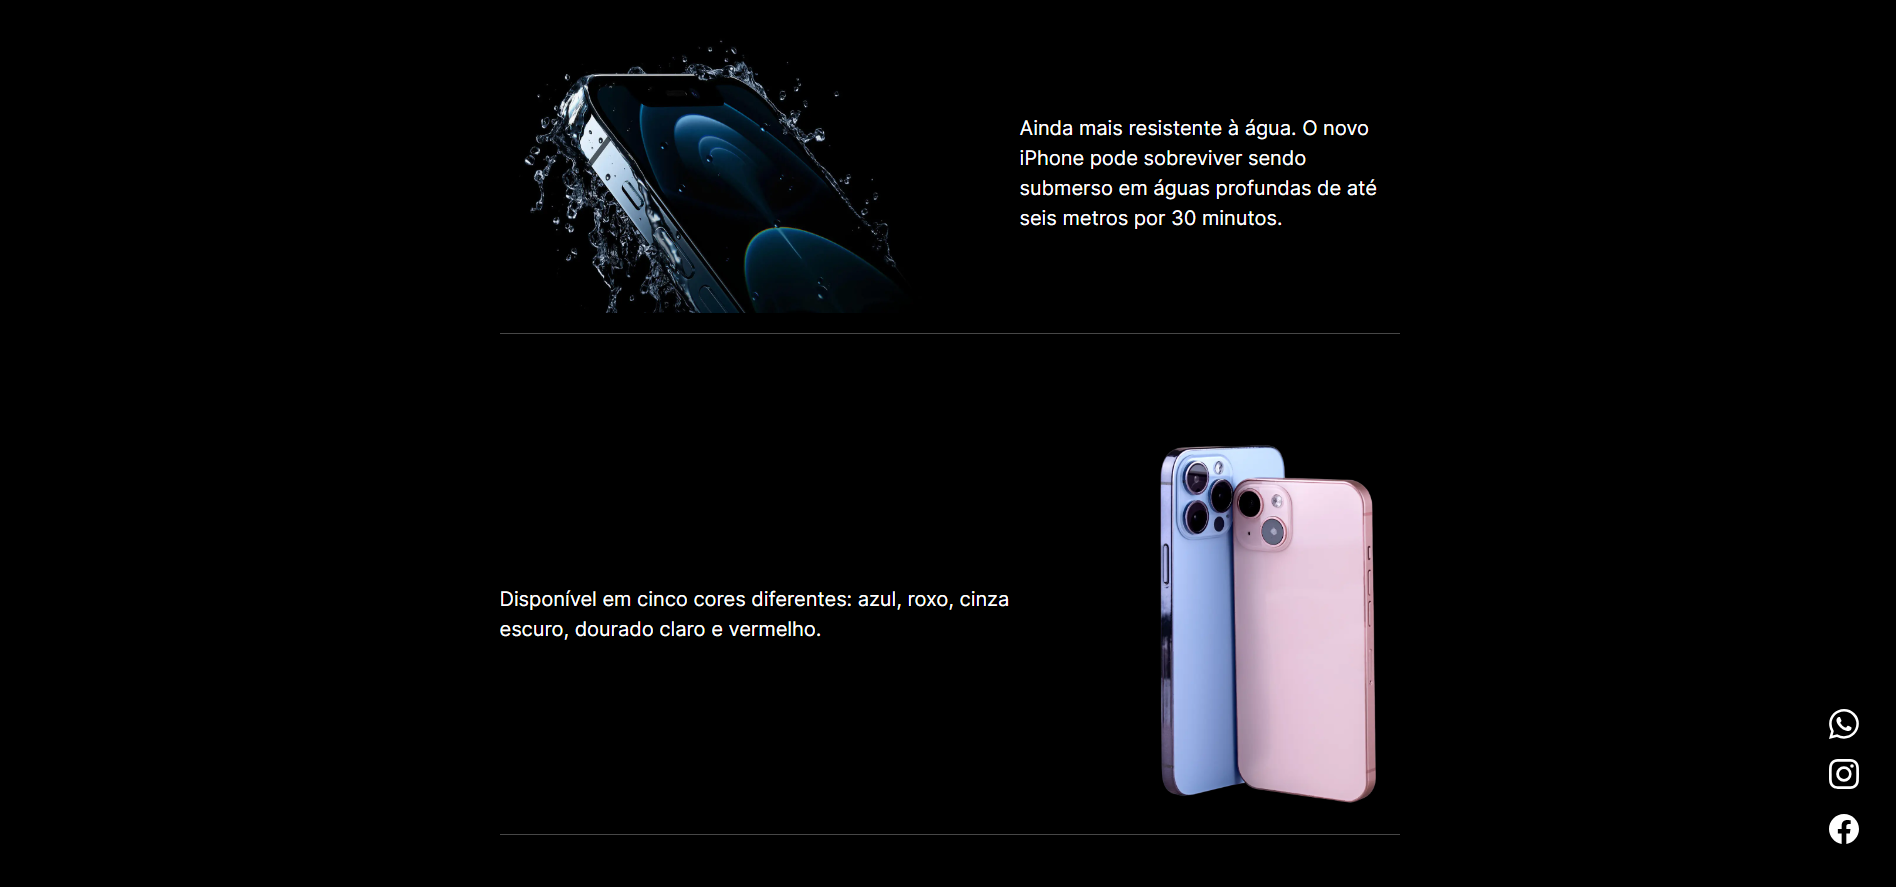 Ainda mais resistente à água. O novo
iPhone pode sobreviver sendo
submerso em águas profundas de até
seis metros por 30 minutos.
Disponível em cinco cores diferentes: azul, roxo, cinza
escuro, dourado claro e vermelho.